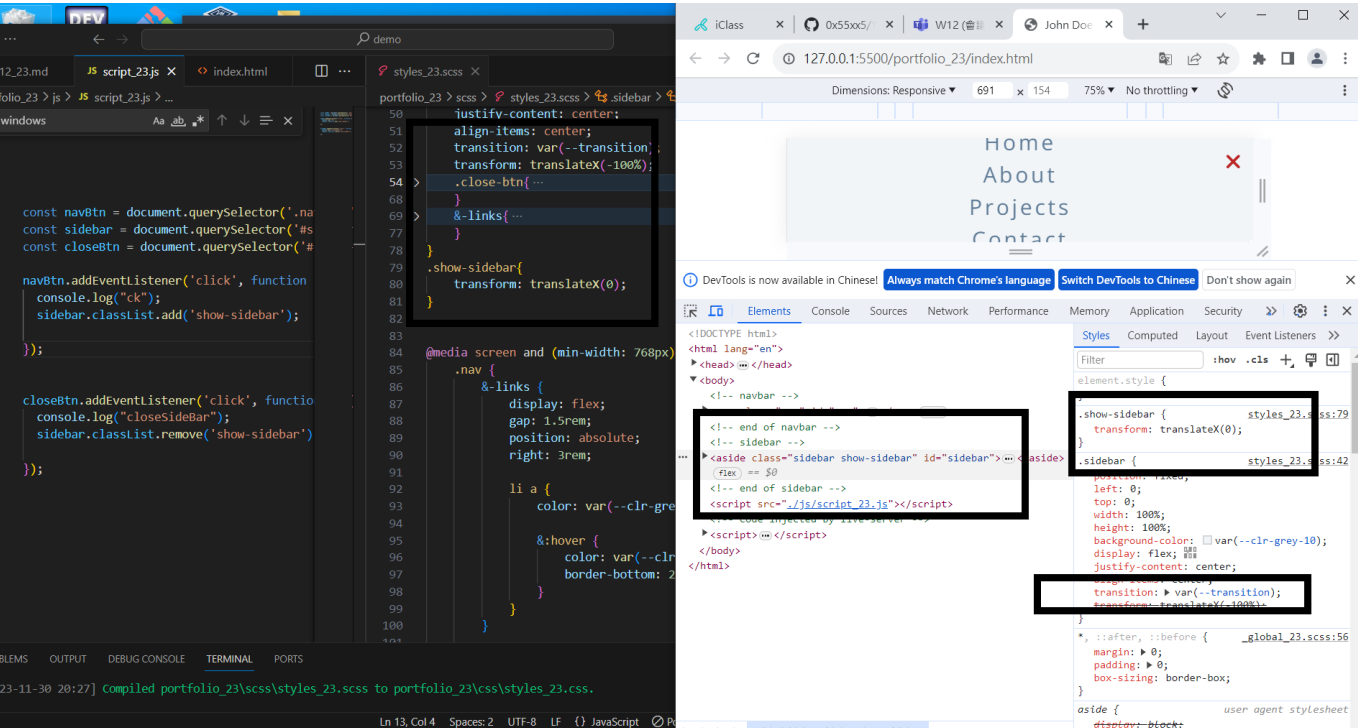 DEV
demo
12_23.md
JS script_23.js
index.html
folio_23 > js > JS script_23.js > ...
windows
Aa ab
const navBtn = document.querySelector('.na
const sidebar = document.querySelector('#s
const closeBtn = document.querySelector('#
navBtn.addEventListener('click', function
console.log("ck");
sidebar.classList.add('show-sidebar');
});
closeBtn.addEventListener('click', functio
console.log("closeSideBar");
sidebar.classList.remove('show-sidebar')
});
styles_23.scss
portfolio_23 > scss > styles_23.scss > .sidebar >
50 justify-content: center;
51 align-items: center;
52 transition: var(--transition);
53 transform: translateX(-100%);
54 .close-btn{ ...
68 }
69 &-links{ ...
77 }
78 }
79 .show-sidebar{
80 transform: translateX(0);
81 }
82
83
84 @media screen and (min-width: 768px)
85 .nav {
86 &-links {
87 display: flex;
88 gap: 1.5rem;
89 position: absolute;
90 right: 3rem;
91
92 li a {
93 color: var(--clr-gre
94
95 &:hover {
96 color: var(--clr
97 border-bottom: 2
98 }
99 }
100 }
101
BLEMS OUTPUT DEBUG CONSOLE TERMINAL PORTS
23-11-30 20:27] Compiled portfolio_23\scss\styles_23.scss to portfolio_23\css\styles_23.css.
Ln 13, Col 4 Spaces: 2 UTF-8 LF {} JavaScript Po
iClass
0x55xx5/
W12 (會
John Doe
127.0.0.1:5500/portfolio_23/index.html
Dimensions: Responsive 691 x 154 75% No throttling
Home
About
Projects
Contact
DevTools is now available in Chinese! Always match Chrome's language Switch DevTools to Chinese Don't show again
Elements Console Sources Network Performance Memory Application Security
<!DOCTYPE html>
<html lang="en">
<head> ... </head>
<body>
<!-- navbar -->
<!-- end of navbar -->
<!-- sidebar -->
<aside class="sidebar show-sidebar" id="sidebar"> ... </aside>
flex == $0
<!-- end of sidebar -->
<script src="./js/script_23.js"></script>
<!-- Code injected by live-server -->
<script> ... </script>
</body>
</html>
Styles Computed Layout Event Listeners
Filter :hov .cls
element.style {
}
.show-sidebar { styles_23.scss:79
transform: translateX(0);
}
.sidebar { styles_23.scss:42
position: fixed;
left: 0;
top: 0;
width: 100%;
height: 100%;
background-color: var(--clr-grey-10);
display: flex;
justify-content: center;
align-items: center;
transition: var(--transition);
transform: translateX(-100%);
}
*, ::after, ::before { _global_23.scss:56
margin: 0;
padding: 0;
box-sizing: border-box;
}
aside { user agent stylesheet
display: block;